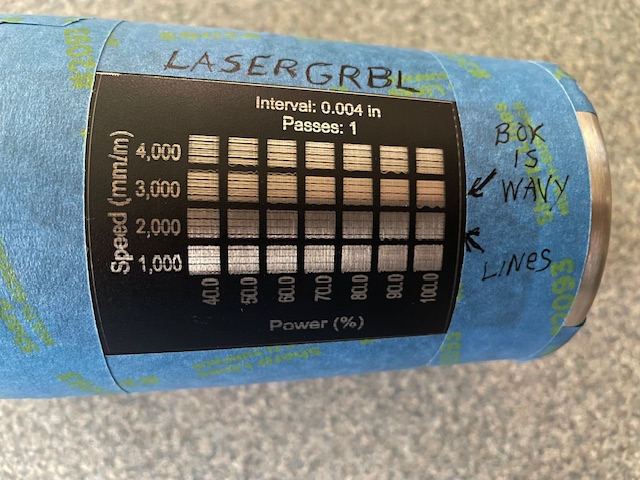 LASERGRBL
Interval: 0.004 in
Passes: 1
Speed (mm/m)
4,000
3,000
2,000
1,000
40.0 50.0 60.0 70.0 80.0 90.0 100.0
Power (%)
BOX
IS
WAVY
LINES